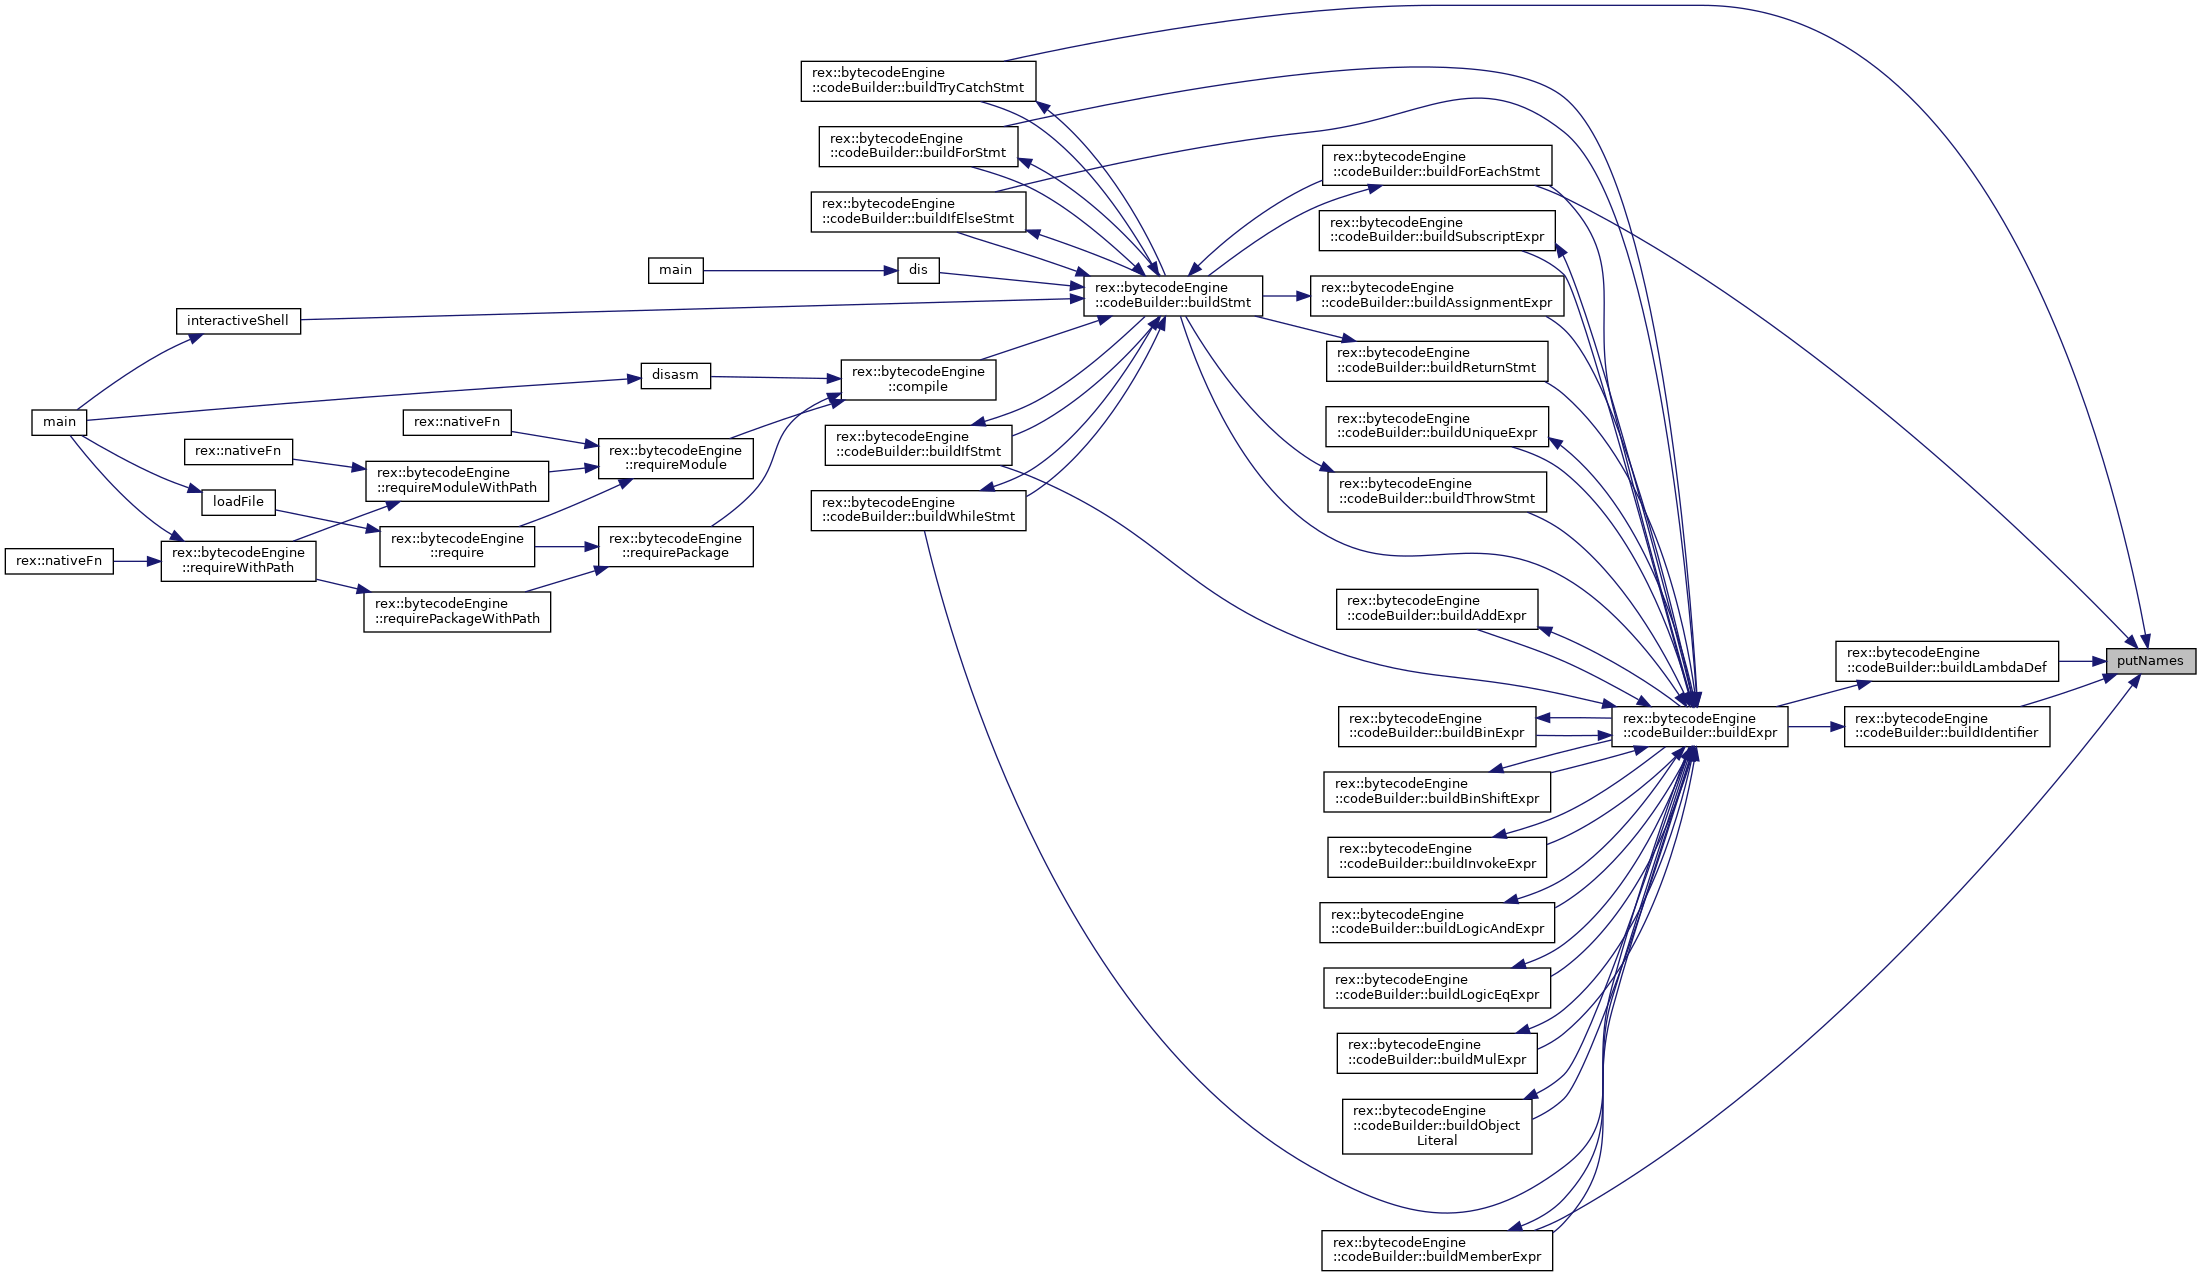 rex::bytecodeEngine
::codeBuilder::buildTryCatchStmt
rex::bytecodeEngine
::codeBuilder::buildForStmt
rex::bytecodeEngine
::codeBuilder::buildIfElseStmt
main
dis
interactiveShell
rex::bytecodeEngine
::codeBuilder::buildStmt
disasm
rex::bytecodeEngine
::compile
main
rex::nativeFn
rex::nativeFn
rex::bytecodeEngine
::requireModule
rex::bytecodeEngine
::requireModuleWithPath
loadFile
rex::bytecodeEngine
::require
rex::bytecodeEngine
::requirePackage
rex::nativeFn
rex::bytecodeEngine
::requireWithPath
rex::bytecodeEngine
::requirePackageWithPath
rex::bytecodeEngine
::codeBuilder::buildIfStmt
rex::bytecodeEngine
::codeBuilder::buildWhileStmt
rex::bytecodeEngine
::codeBuilder::buildForEachStmt
rex::bytecodeEngine
::codeBuilder::buildSubscriptExpr
rex::bytecodeEngine
::codeBuilder::buildAssignmentExpr
rex::bytecodeEngine
::codeBuilder::buildReturnStmt
rex::bytecodeEngine
::codeBuilder::buildUniqueExpr
rex::bytecodeEngine
::codeBuilder::buildThrowStmt
rex::bytecodeEngine
::codeBuilder::buildAddExpr
rex::bytecodeEngine
::codeBuilder::buildBinExpr
rex::bytecodeEngine
::codeBuilder::buildBinShiftExpr
rex::bytecodeEngine
::codeBuilder::buildInvokeExpr
rex::bytecodeEngine
::codeBuilder::buildLogicAndExpr
rex::bytecodeEngine
::codeBuilder::buildLogicEqExpr
rex::bytecodeEngine
::codeBuilder::buildMulExpr
rex::bytecodeEngine
::codeBuilder::buildObject
Literal
rex::bytecodeEngine
::codeBuilder::buildMemberExpr
rex::bytecodeEngine
::codeBuilder::buildExpr
rex::bytecodeEngine
::codeBuilder::buildLambdaDef
rex::bytecodeEngine
::codeBuilder::buildIdentifier
putNames